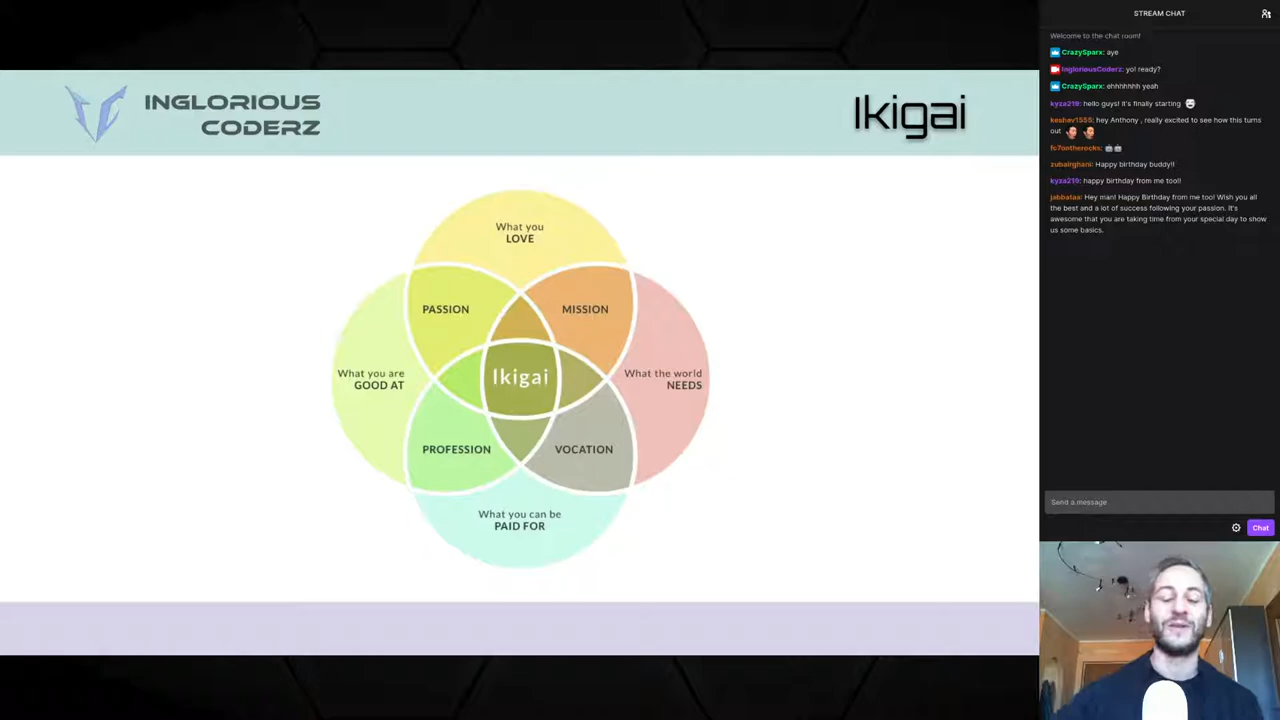 INGLORIOUS
CODERZ
Ikigai
What you
LOVE
PASSION
MISSION
What you are
GOOD AT
Ikigai
What the world
NEEDS
PROFESSION
VOCATION
What you can be
PAID FOR
STREAM CHAT
Welcome to the chat room!
CrazySparx: aye
IngloriousCoderz: yo! ready?
CrazySparx: ehhhhhhh yeah
kyza219: hello guys! it's finally starting
keshav1555: hey Anthony , really excited to see how this turns
out
fc7ontherocks:
zubairghani: Happy birthday buddy!!
kyza219: happy birthday from me too!!
jabbataa: Hey man! Happy Birthday from me too! Wish you all
the best and a lot of success following your passion. It's
awesome that you are taking time from your special day to show
us some basics.
Send a message
Chat